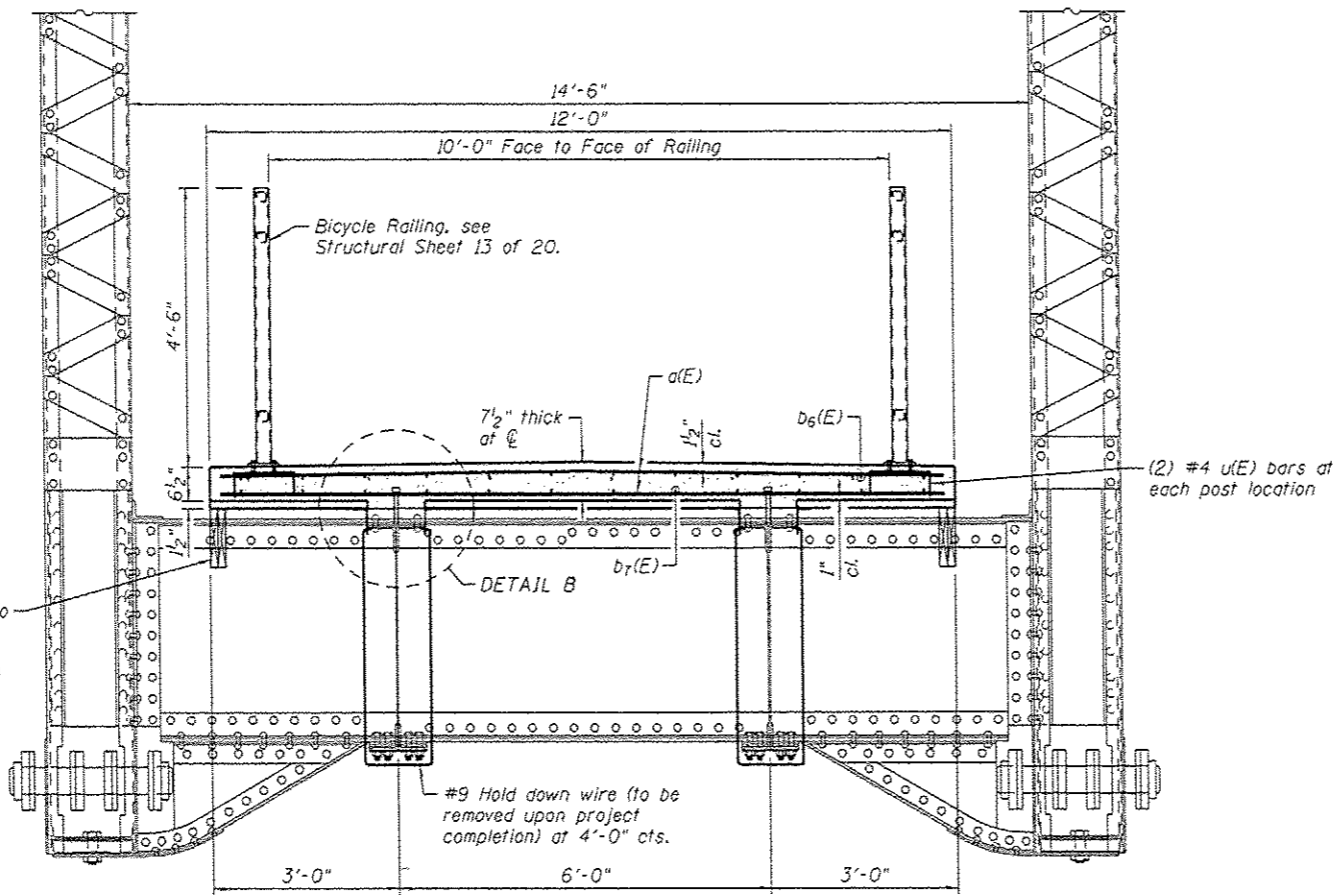 14'-6"
12'-0"
10'-0" Face to Face of Railing
Bicycle Railing, see
Structural Sheet 13 of 20.
4'-6"
a(E)
7½" thick
at ℄
1½"
cl.
b6(E)
6½"
(2) #4 u(E) bars at
each post location
1½"
DETAIL B
b7(E)
1"
cl.
#9 Hold down wire (to be
removed upon project
completion) at 4'-0" cts.
3'-0"
6'-0"
3'-0"